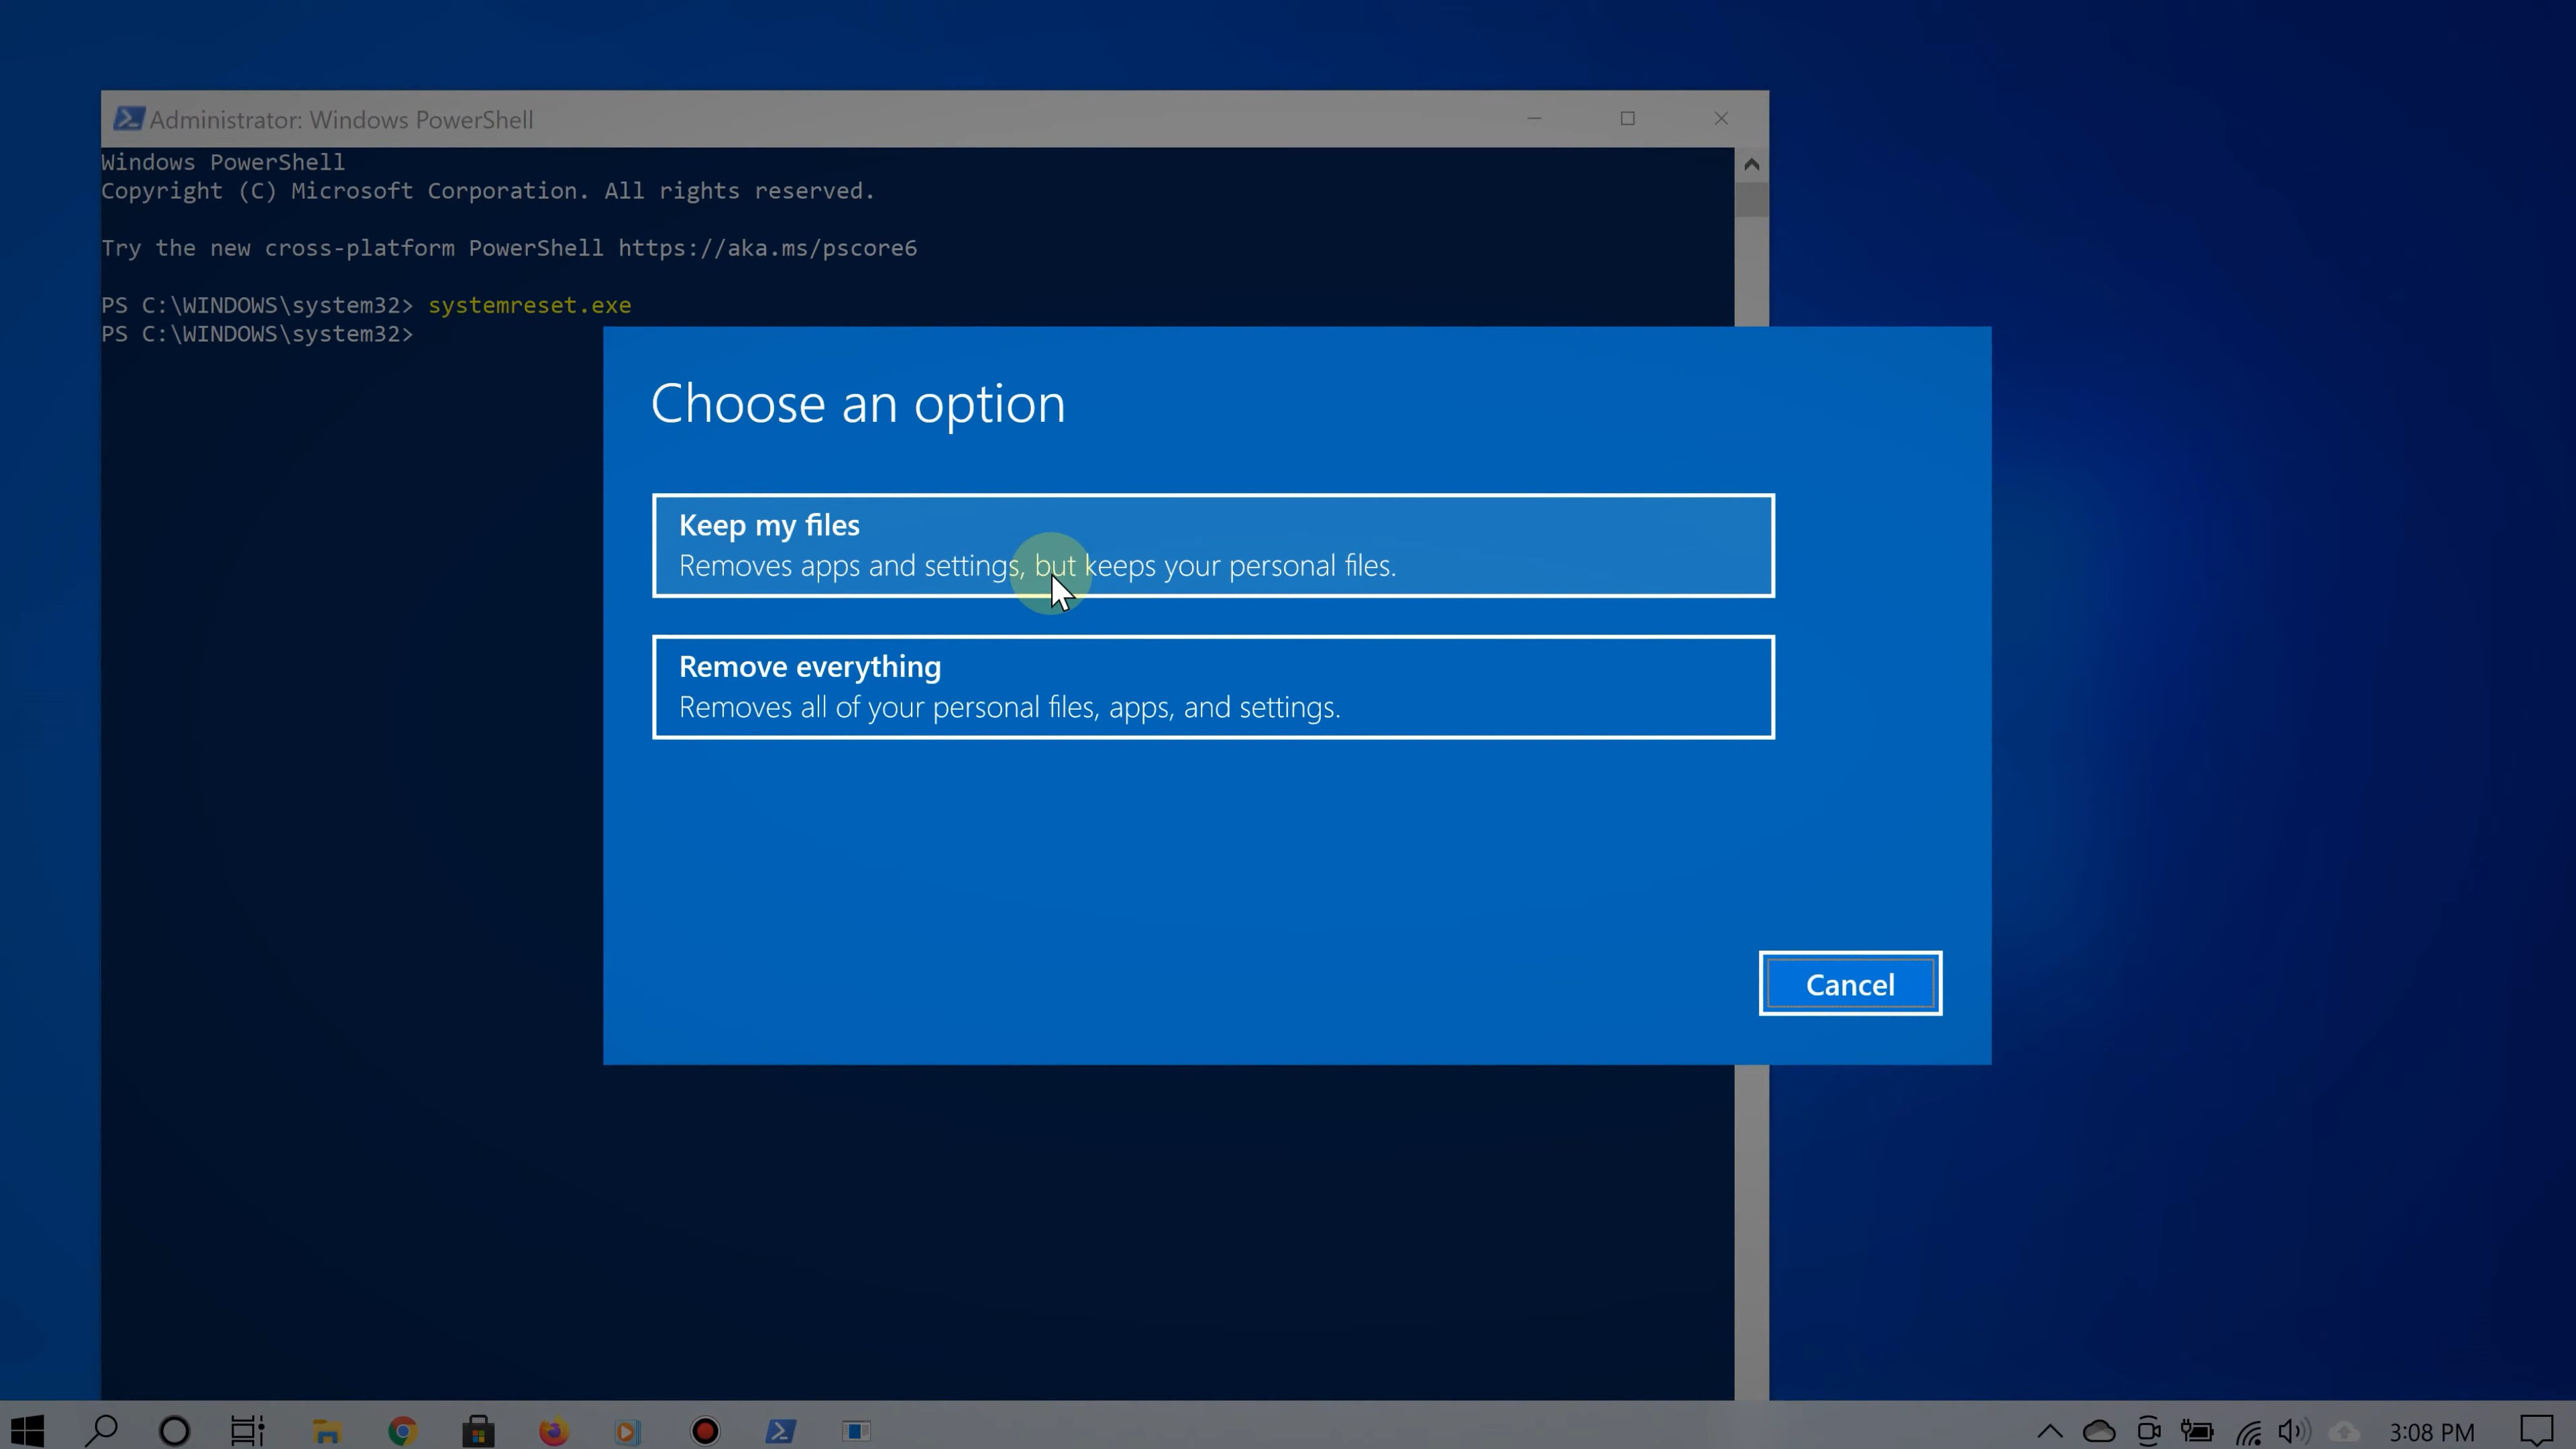 Administrator: Windows PowerShell
Windows PowerShell
Copyright (C) Microsoft Corporation. All rights reserved.
Try the new cross-platform PowerShell https://aka.ms/pscore6
PS C:\WINDOWS\system32> systemreset.exe
PS C:\WINDOWS\system32>
Choose an option
Keep my files
Removes apps and settings, but keeps your personal files.
Remove everything
Removes all of your personal files, apps, and settings.
Cancel
3:08 PM